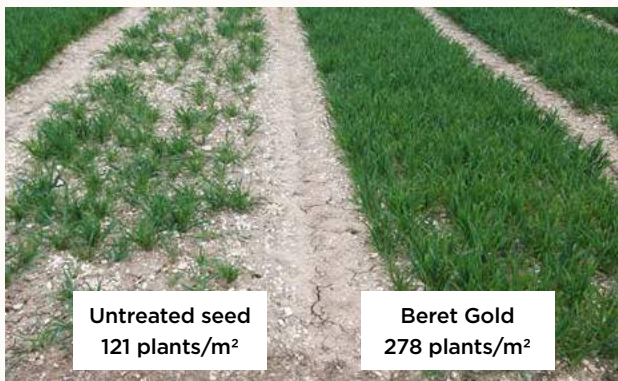 Untreated seed
121 plants/m²
Beret Gold
278 plants/m²